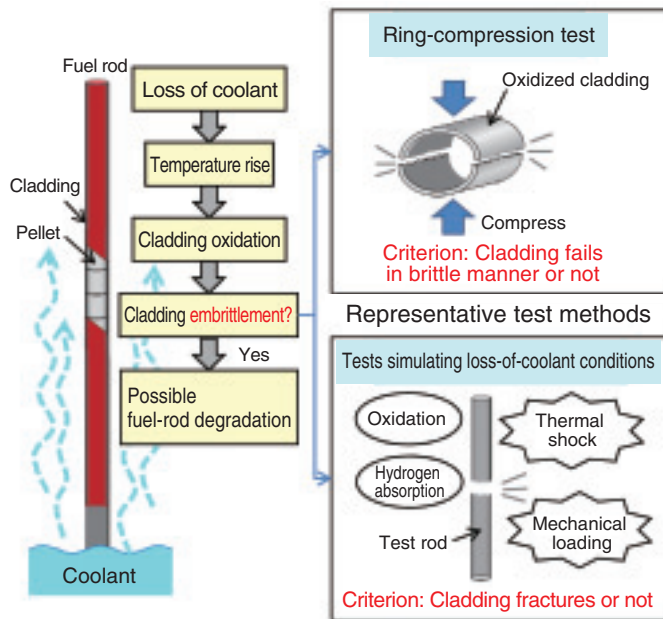 Fuel rod
Cladding
Pellet
Coolant
Loss of coolant
Temperature rise
Cladding oxidation
Cladding embrittlement?
Yes
Possible
fuel-rod degradation
Ring-compression test
Oxidized cladding
Compress
Criterion: Cladding fails
in brittle manner or not
Representative test methods
Tests simulating loss-of-coolant conditions
Oxidation
Thermal
shock
Hydrogen
absorption
Test rod
Mechanical
loading
Criterion: Cladding fractures or not